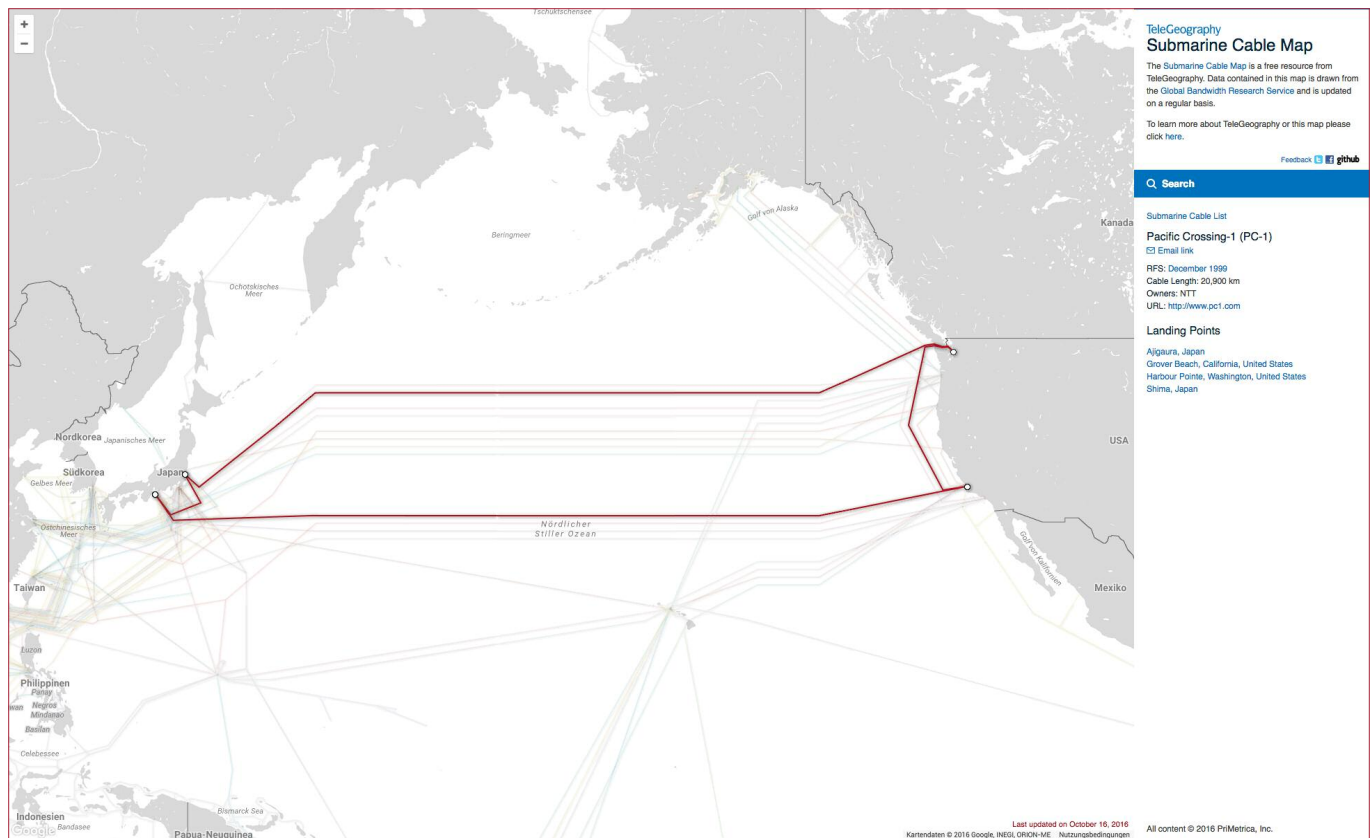 +
−
Tschuktschensee
Golf von Alaska
Kanada
Beringmeer
Ochotskisches
Meer
Nordkorea
Japanisches Meer
USA
Südkorea
Japan
Gelbes Meer
Ostchinesisches
Meer
Nördlicher
Stiller Ozean
Golf von Kalifornien
Taiwan
Mexiko
Luzon
Philippinen
Panay
wan
Negros
Mindanao
Basilan
Celebessee
Bismarck Sea
Indonesien
Google
Bandasee
Papua-Neuguinea
Last updated on October 16, 2016
Kartendaten © 2016 Google, INEGI, ORION-ME Nutzungsbedingungen
TeleGeography
Submarine Cable Map
The Submarine Cable Map is a free resource from
TeleGeography. Data contained in this map is drawn from
the Global Bandwidth Research Service and is updated
on a regular basis.
To learn more about TeleGeography or this map please
click here.
Feedback github
Search
Submarine Cable List
Pacific Crossing-1 (PC-1)
Email link
RFS: December 1999
Cable Length: 20,900 km
Owners: NTT
URL: http://www.pc1.com
Landing Points
Ajigaura, Japan
Grover Beach, California, United States
Harbour Pointe, Washington, United States
Shima, Japan
All content © 2016 PriMetrica, Inc.